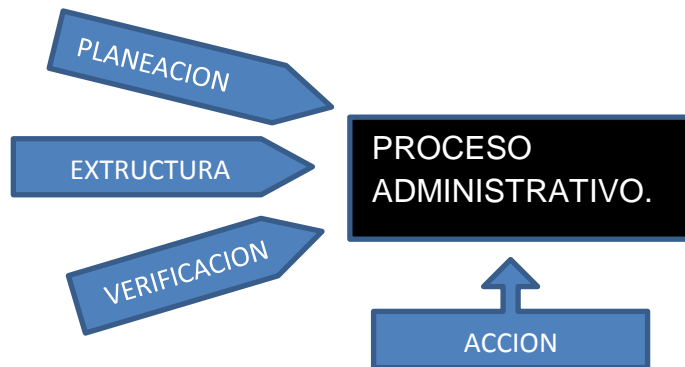 PLANEACION
EXTRUCTURA
VERIFICACION
PROCESO
ADMINISTRATIVO.
ACCION